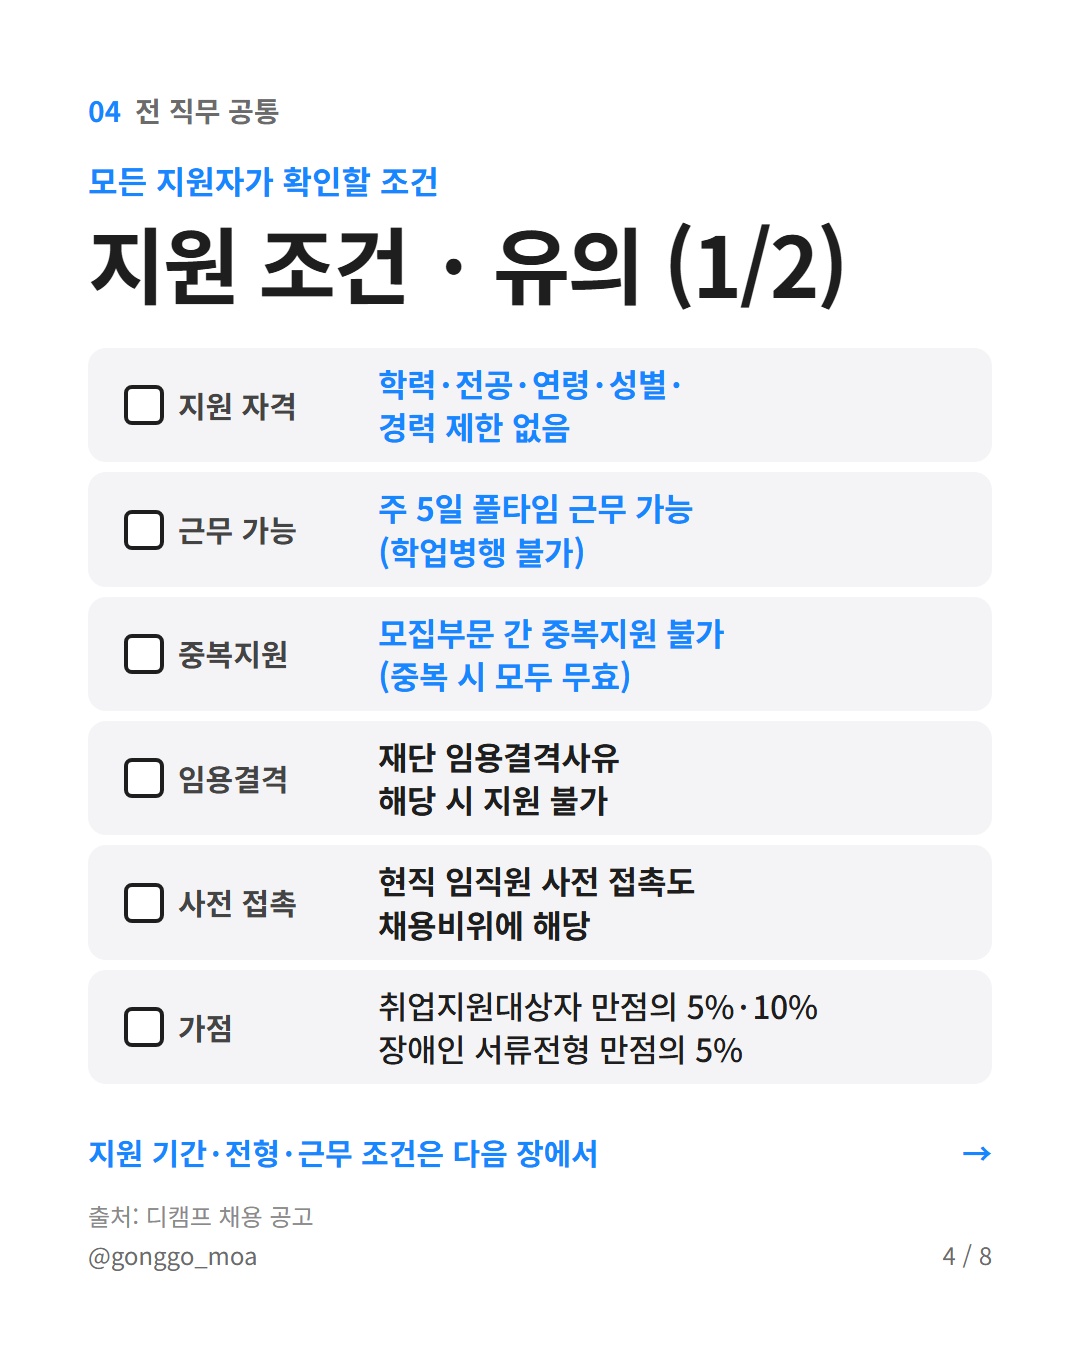 04 전 직무 공통
모든 지원자가 확인할 조건
지원 조건 · 유의 (1/2)
지원 자격
학력·전공·연령·성별·
경력 제한 없음
근무 가능
주 5일 풀타임 근무 가능
(학업병행 불가)
중복지원
모집부문 간 중복지원 불가
(중복 시 모두 무효)
임용결격
재단 임용결격사유
해당 시 지원 불가
사전 접촉
현직 임직원 사전 접촉도
채용비위에 해당
가점
취업지원대상자 만점의 5%·10%
장애인 서류전형 만점의 5%
지원 기간·전형·근무 조건은 다음 장에서 →
출처: 디캠프 채용 공고
@gonggo_moa
4 / 8